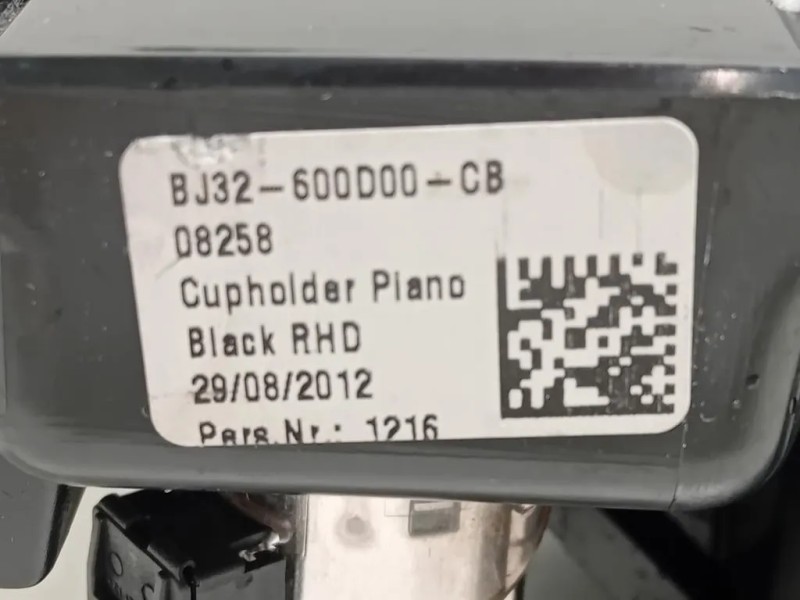 BJ32-600D00-CB
08258
Cupholder Piano
Black RHD
29/08/2012
Pers.Nr.: 1216